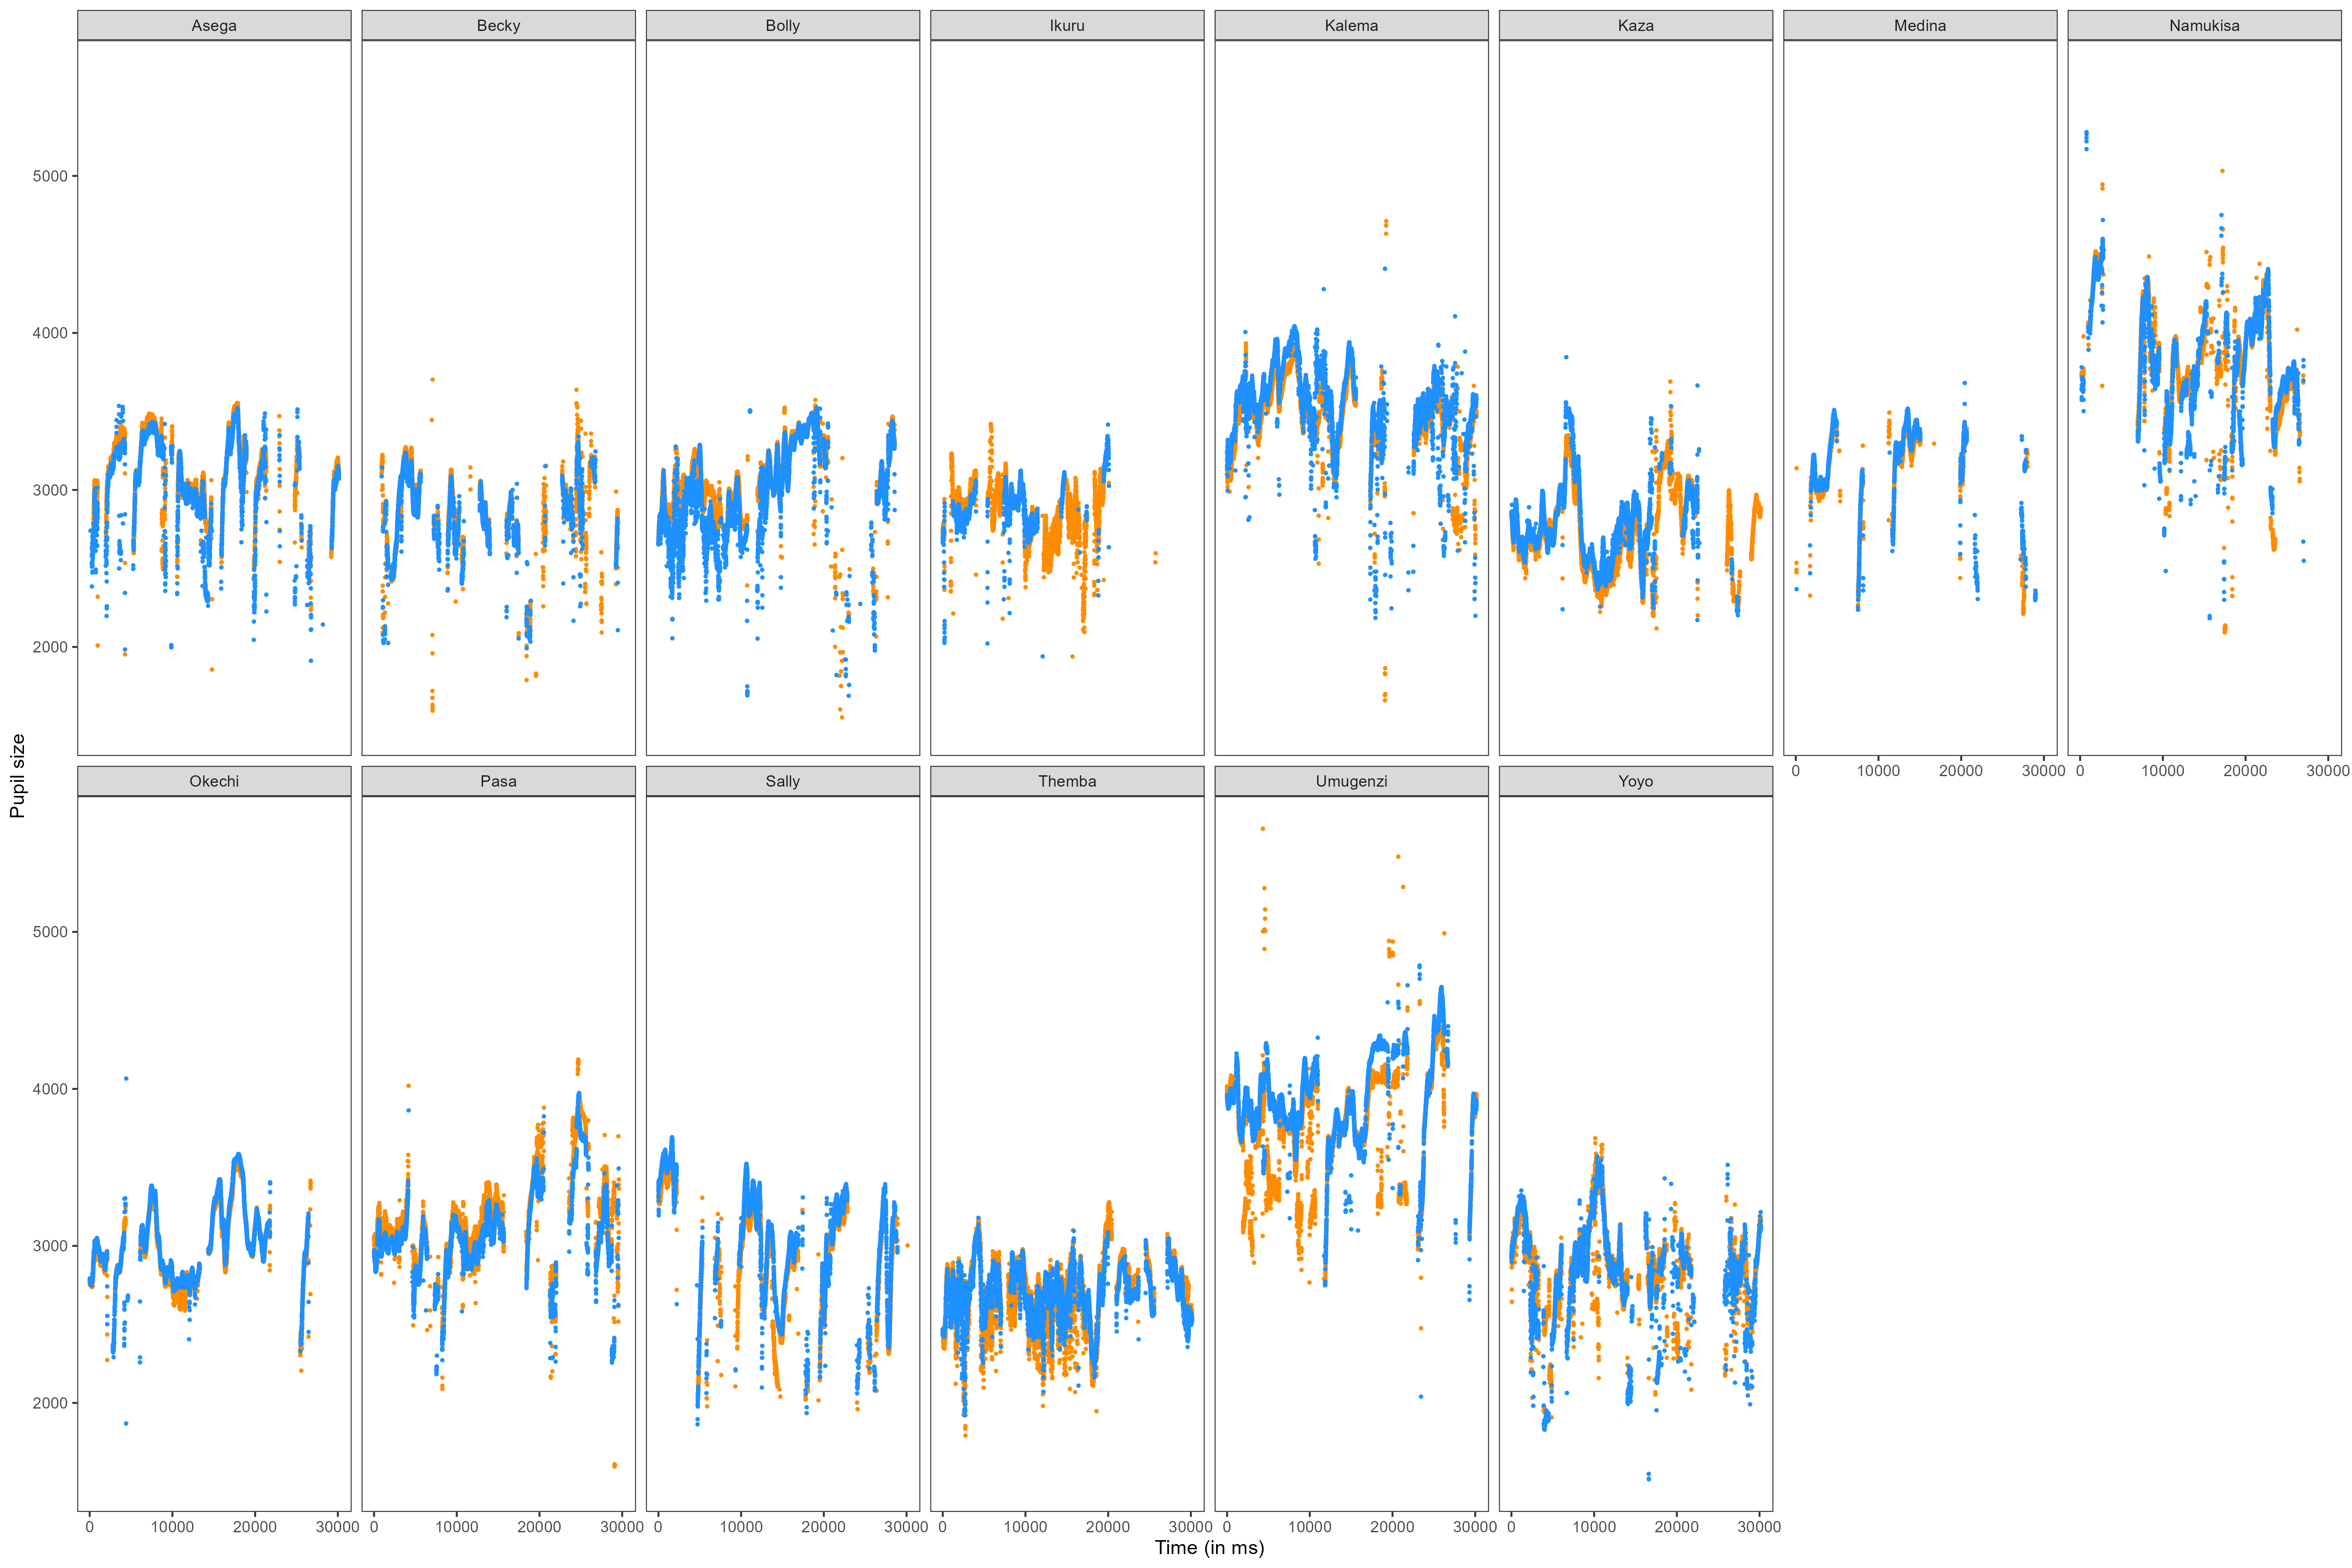 Asega Becky Bolly Ikuru Kalema Kaza Medina Namukisa
5000
4000
3000
2000
0 10000 20000 30000 0 10000 20000 30000
Pupil size
Okechi Pasa Sally Themba Umugenzi Yoyo
5000
4000
3000
2000
0 10000 20000 30000 0 10000 20000 30000 0 10000 20000 30000 0 10000 20000 30000 0 10000 20000 30000 0 10000 20000 30000
Time (in ms)